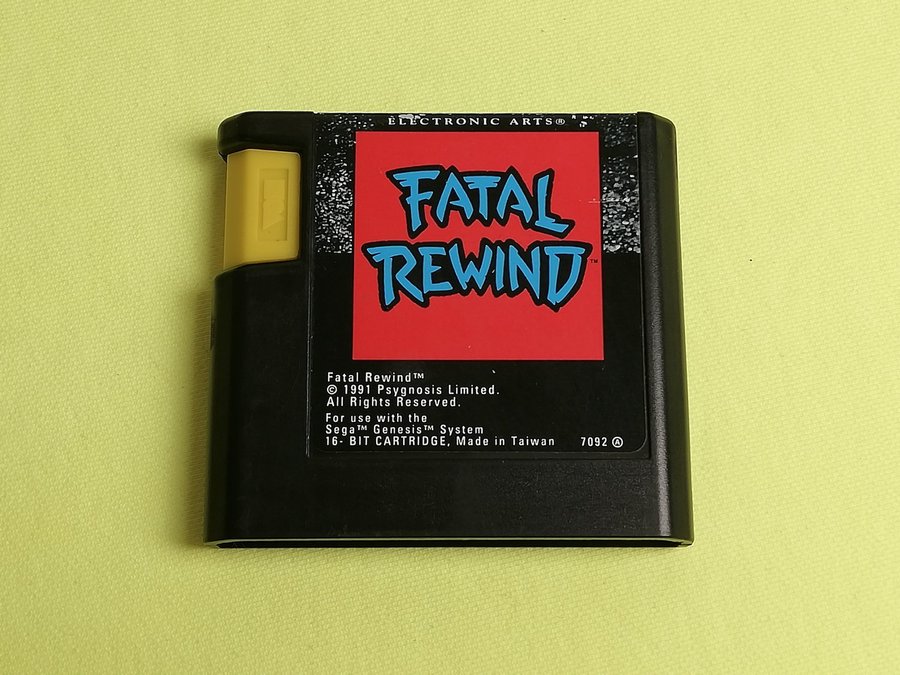 ELECTRONIC ARTS®
FATAL
REWIND™
Fatal Rewind™
© 1991 Psygnosis Limited.
All Rights Reserved.
For use with the
Sega™ Genesis™ System
16- BIT CARTRIDGE, Made in Taiwan 7092 Ⓐ